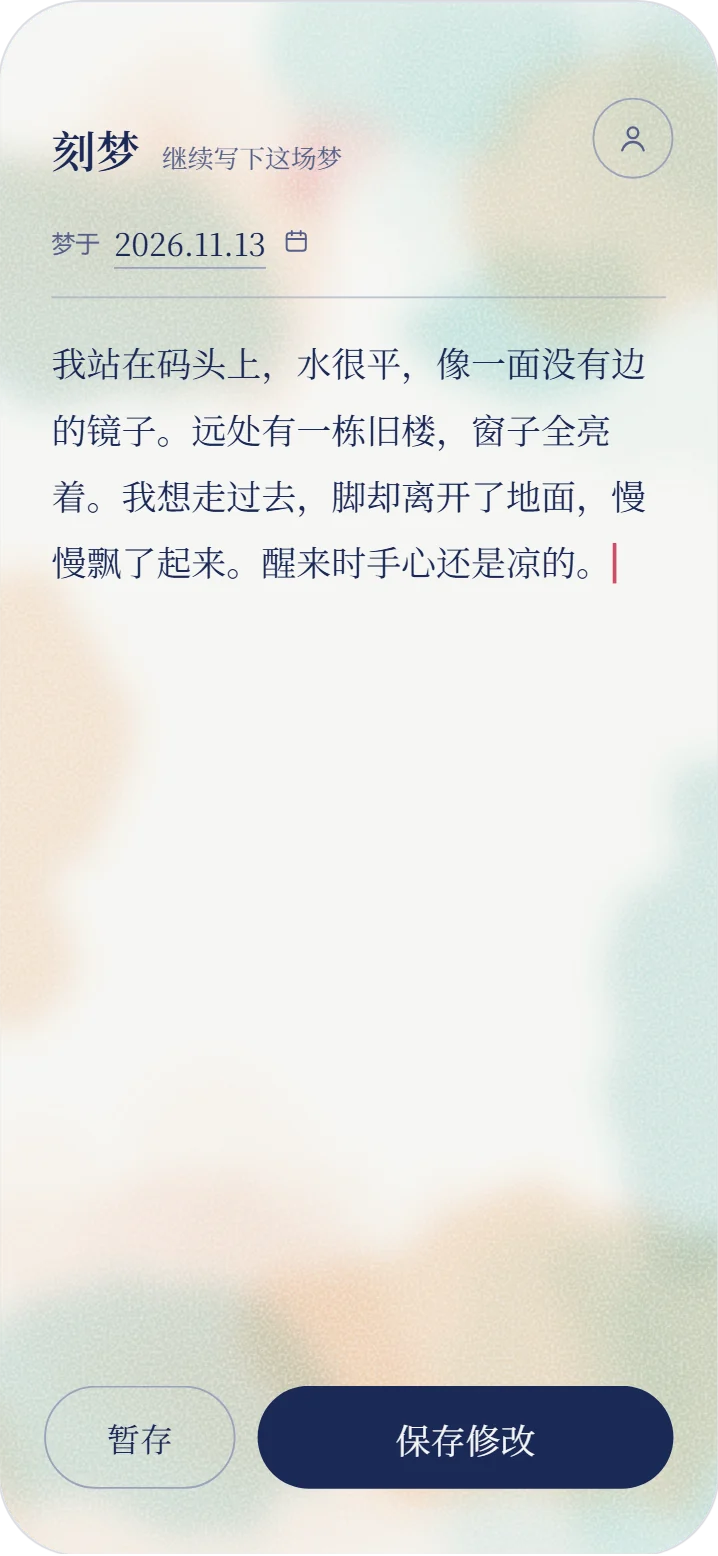 刻梦 继续写下这场梦
梦于 2026.11.13
我站在码头上，水很平，像一面没有边
的镜子。远处有一栋旧楼，窗子全亮
着。我想走过去，脚却离开了地面，慢
慢飘了起来。醒来时手心还是凉的。
暂存 保存修改